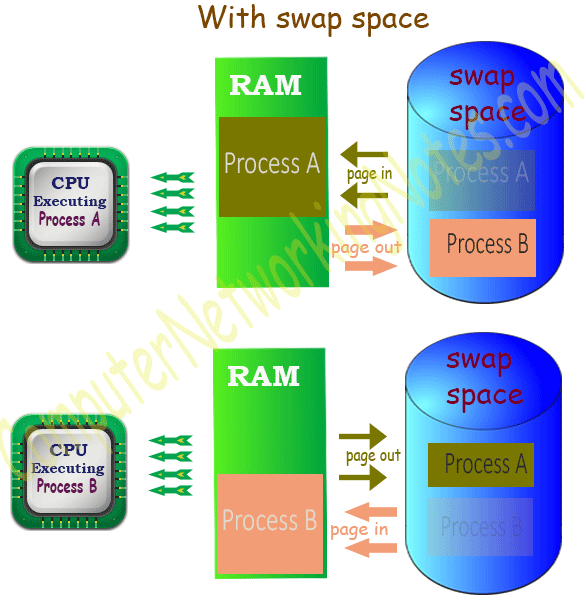 With swap space
RAM
swap
space
Process A
Process A
page in
CPU
Executing
Process A
page out
Process B
RAM
swap
space
page out
Process A
CPU
Executing
Process B
Process B
page in
Process B
ComputerNetworkingNotes.com